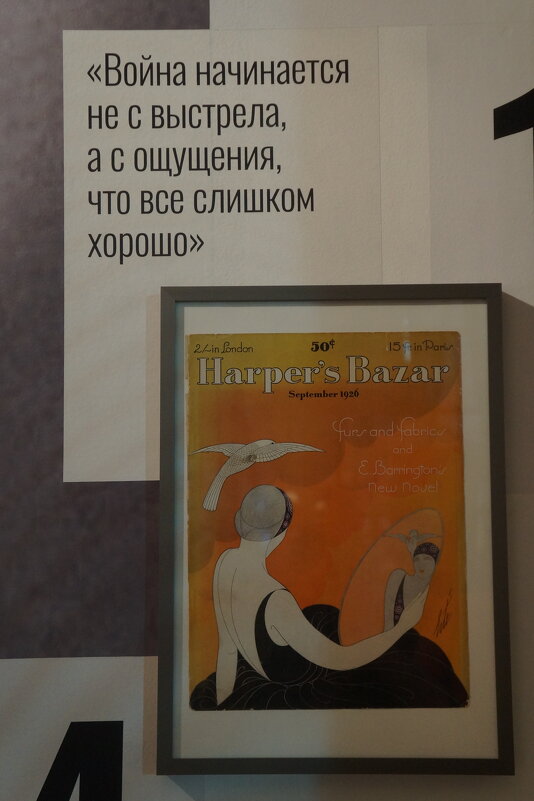 «Война начинается
не с выстрела,
а с ощущения,
что все слишком
хорошо»
2/- in London
50¢
15 fr in Paris
Harper's Bazar
September 1926
Furs and Fabrics
and
E. Barrington's
New Novel